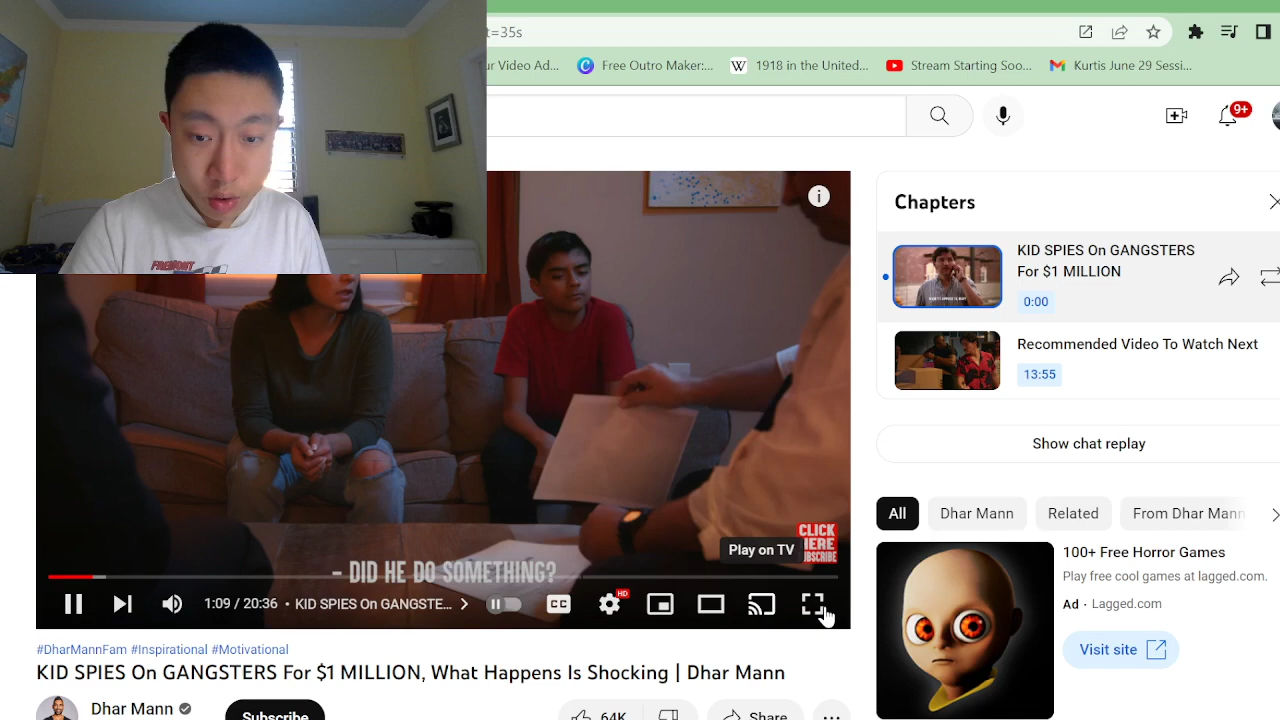 t=35s
ur Video Ad...
Free Outro Maker:...
W
1918 in the United...
Stream Starting Soo...
Kurtis June 29 Sessi...
9+
Chapters
KID SPIES On GANGSTERS
For $1 MILLION
0:00
Recommended Video To Watch Next
13:55
Show chat replay
All
Dhar Mann
Related
From Dhar Mann
CLICK
HERE
Play on TV
- DID HE DO SOMETHING?
1:09 / 20:36 • KID SPIES On GANGSTE...
CC
HD
100+ Free Horror Games
Play free cool games at lagged.com.
Ad · Lagged.com
Visit site
#DharMannFam #Inspirational #Motivational
KID SPIES On GANGSTERS For $1 MILLION, What Happens Is Shocking | Dhar Mann
Dhar Mann
Subscribe
64K
Share